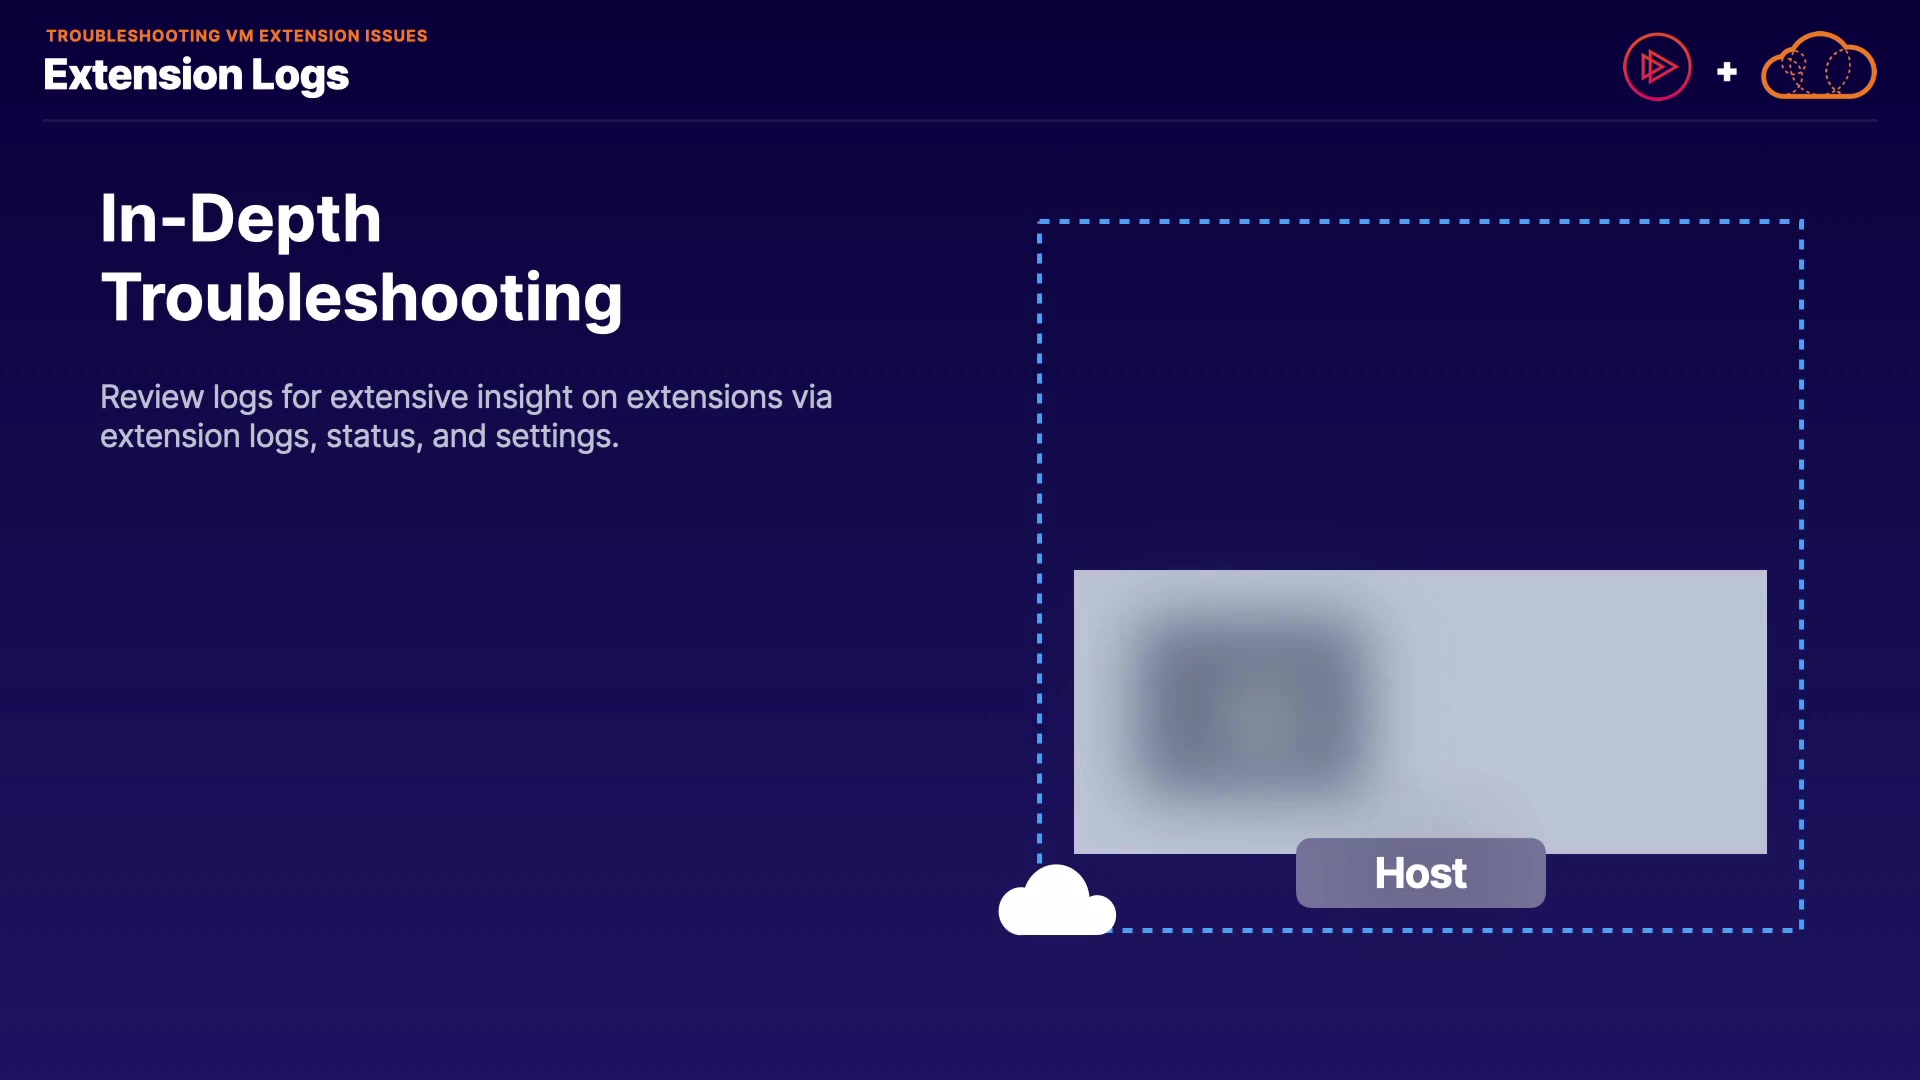 TROUBLESHOOTING VM EXTENSION ISSUES
Extension Logs
In-Depth
Troubleshooting
Review logs for extensive insight on extensions via
extension logs, status, and settings.
Host